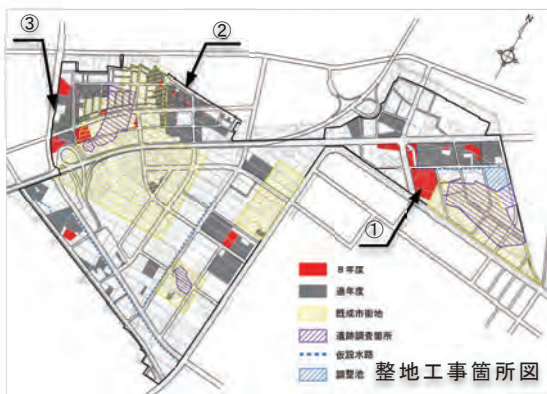 ③
②
N
①
8年度
過年度
既成市街地
遺跡調査箇所
仮設水路
調整池
整地工事箇所図